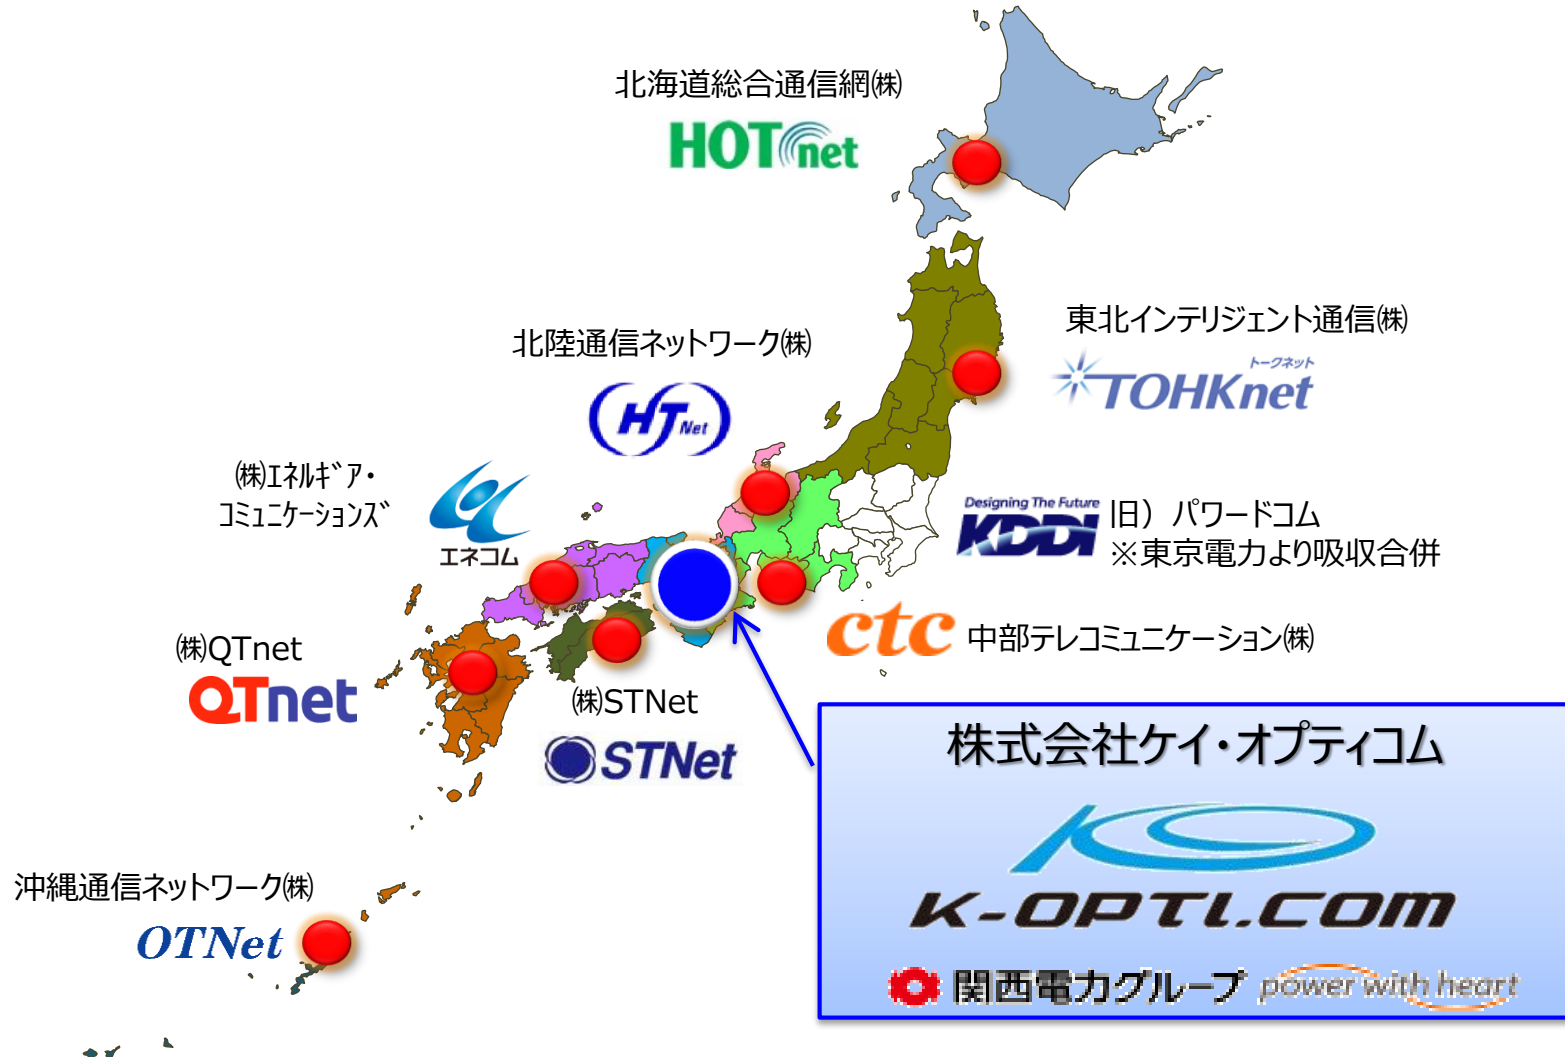 北海道総合通信網㈱
HOTnet
東北インテリジェント通信㈱
トークネット
TOHKnet
北陸通信ネットワーク㈱
HTNet
㈱エネルギア・
コミュニケーションズ
エネコム
Designing The Future
KDDI
旧）パワードコム
※東京電力より吸収合併
ctc
中部テレコミュニケーション㈱
㈱QTnet
QTnet
㈱STNet
STNet
株式会社ケイ・オプティコム
K-OPTI.COM
関西電力グループ power with heart
沖縄通信ネットワーク㈱
OTNet